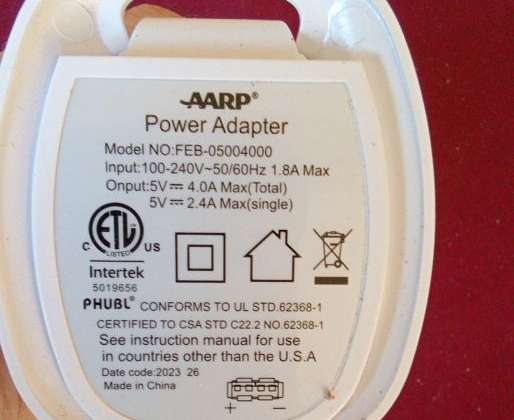 AARP®
Power Adapter
Model NO:FEB-05004000
Input:100-240V~50/60Hz 1.8A Max
Onput:5V⎓4.0A Max(Total)
5V⎓2.4A Max(single)
ETL
LISTED
C US
Intertek
5019656
PHUBL® CONFORMS TO UL STD.62368-1
CERTIFIED TO CSA STD C22.2 NO.62368-1
See instruction manual for use
in countries other than the U.S.A
Date code:2023 26
Made in China
+ −